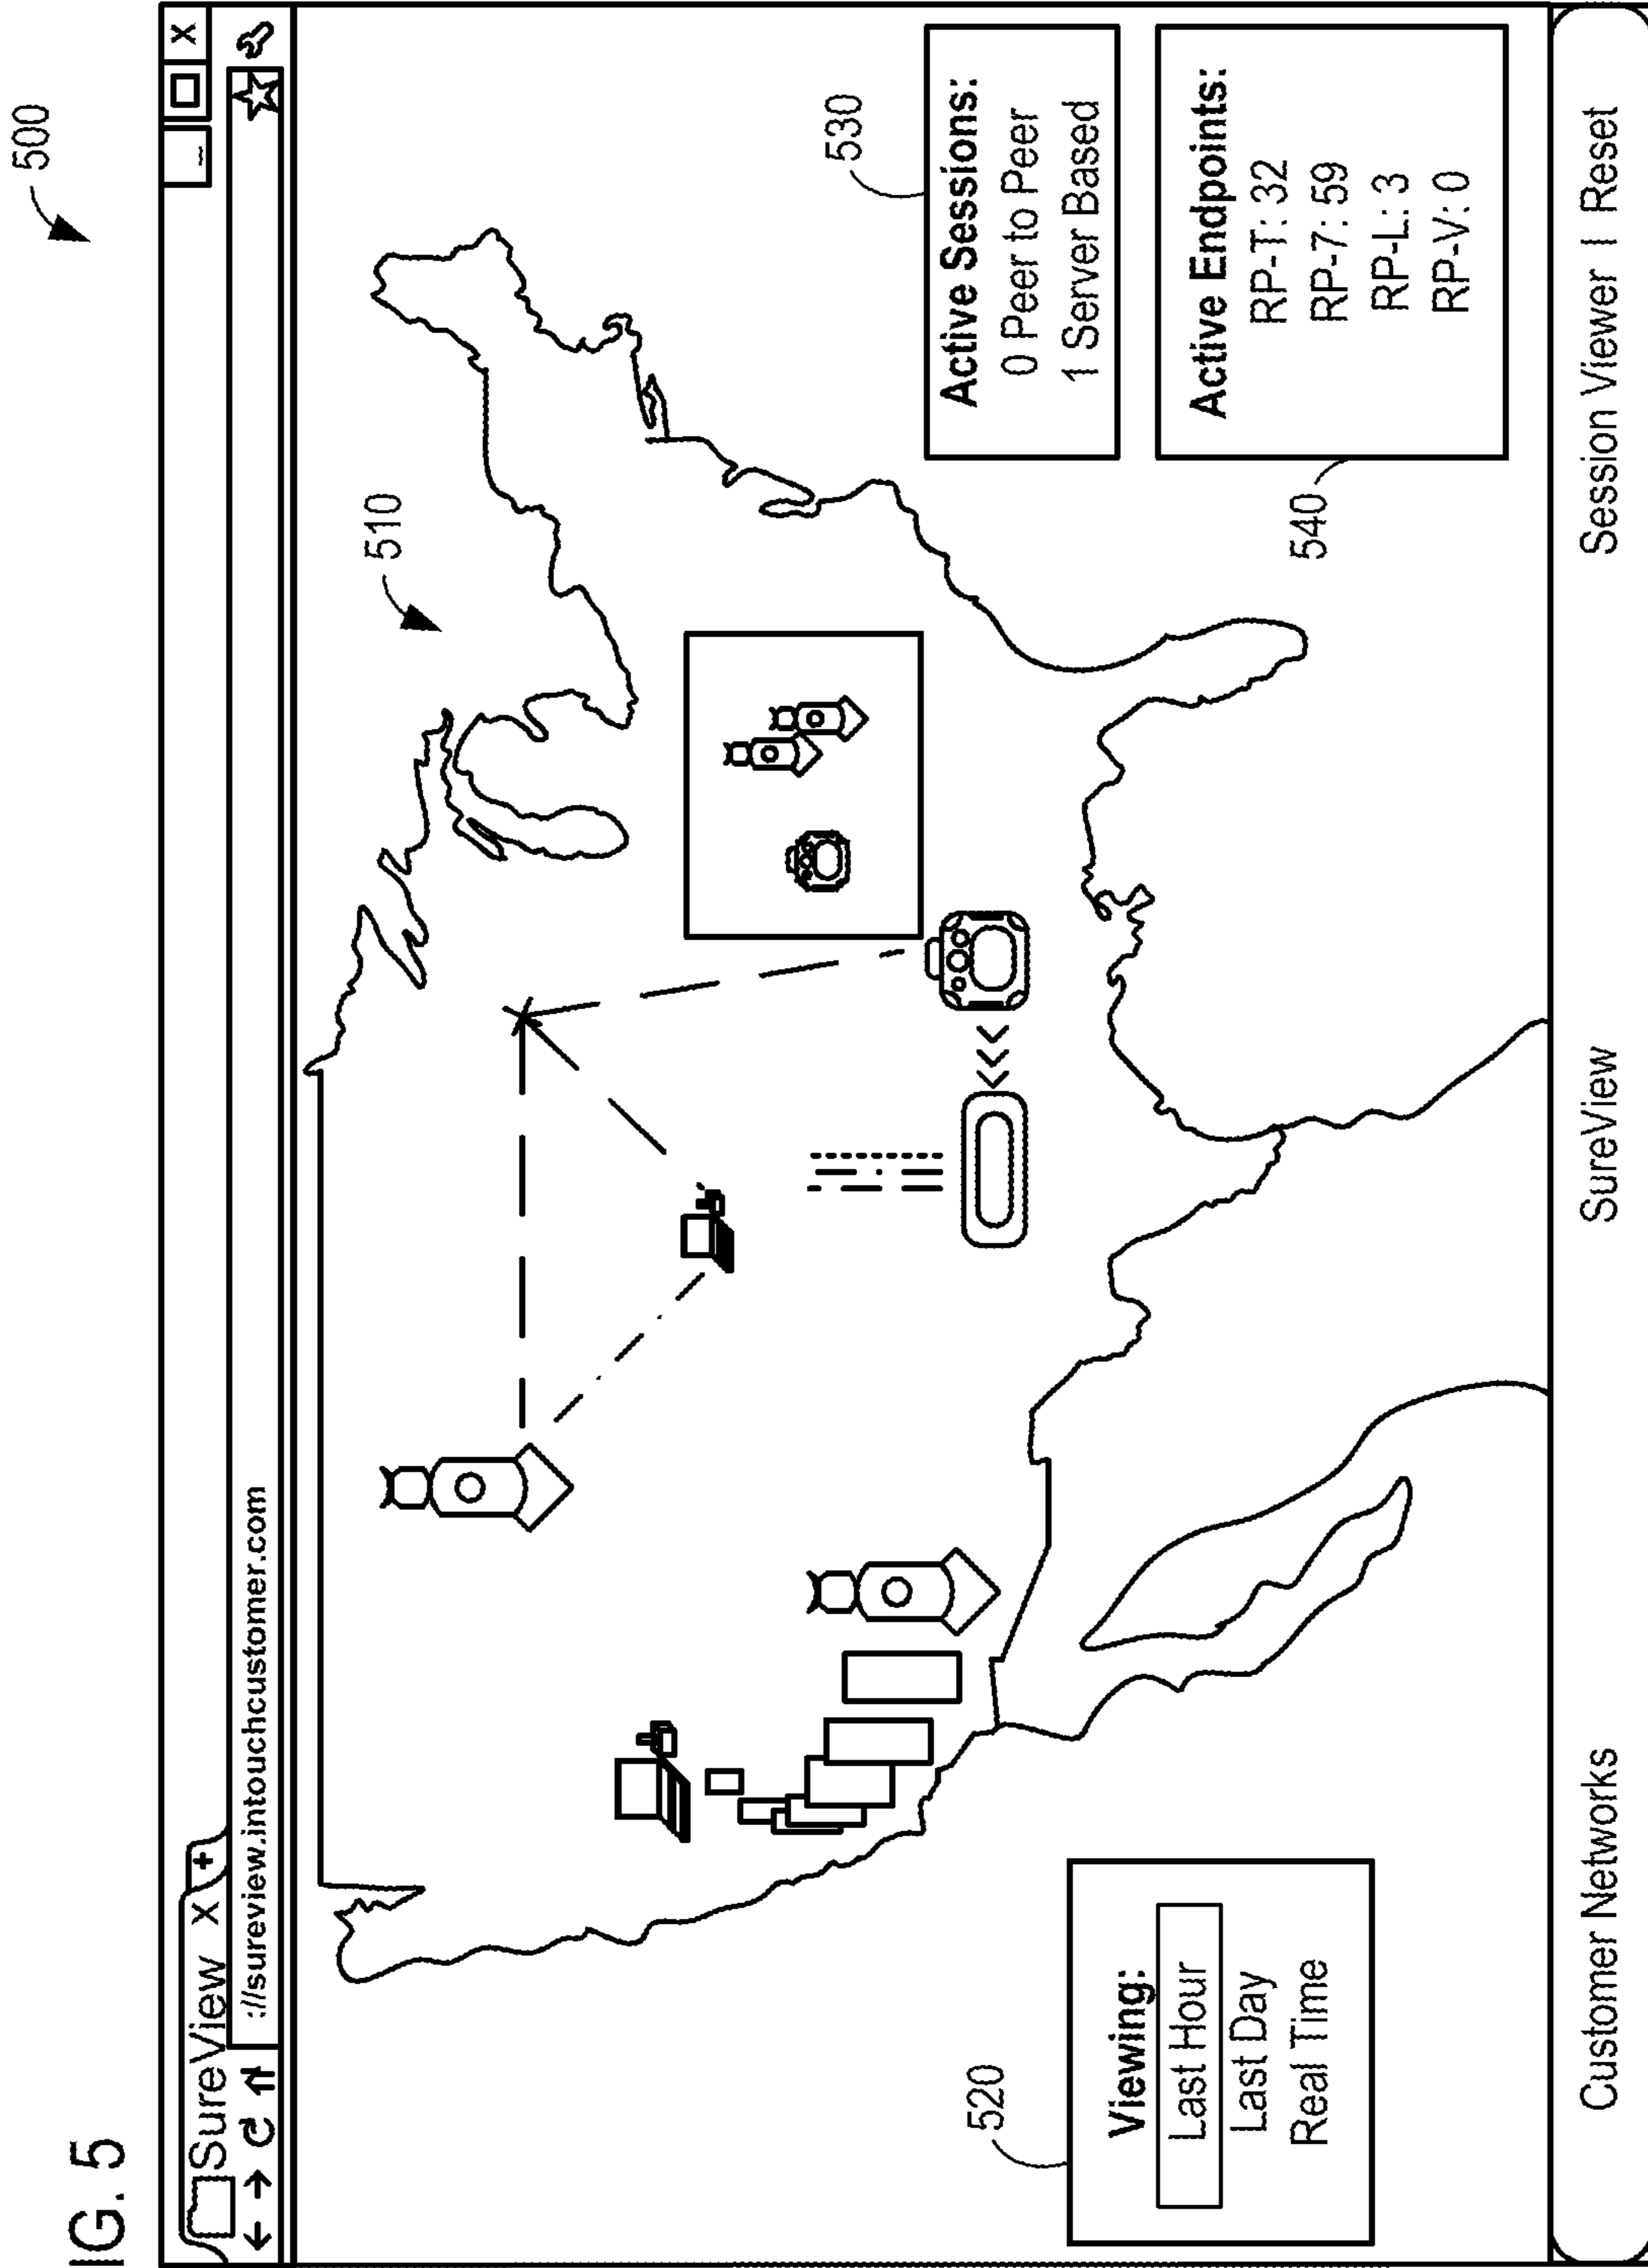 IG. 5
500
SureView X +
://sureview.intouchcustomer.com
_ X
510
520
Viewing:
Last Hour
Last Day
Real Time
530
Active Sessions:
0 Peer to Peer
1 Server Based
540
Active Endpoints:
RP-T: 32
RP-7: 59
RP-L: 3
RP-V: 0
Customer Networks
SureView
Session Viewer | Reset